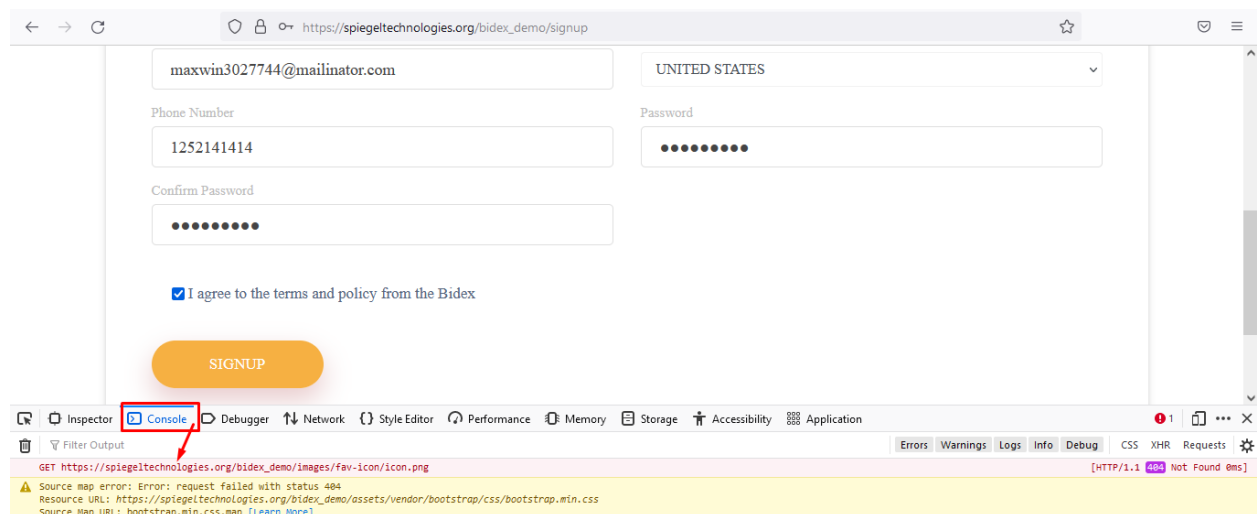 https://spiegeltechnologies.org/bidex_demo/signup
maxwin3027744@mailinator.com
UNITED STATES
Phone Number
Password
1252141414
●●●●●●●●●
Confirm Password
●●●●●●●●●
I agree to the terms and policy from the Bidex
SIGNUP
Inspector Console Debugger Network {} Style Editor Performance Memory Storage Accessibility Application 1
Filter Output Errors Warnings Logs Info Debug CSS XHR Requests
GET https://spiegeltechnologies.org/bidex_demo/images/fav-icon/icon.png [HTTP/1.1 404 Not Found 0ms]
Source map error: Error: request failed with status 404
Resource URL: https://spiegeltechnologies.org/bidex_demo/assets/vendor/bootstrap/css/bootstrap.min.css
Source Map URL: bootstrap.min.css.map [Learn More]